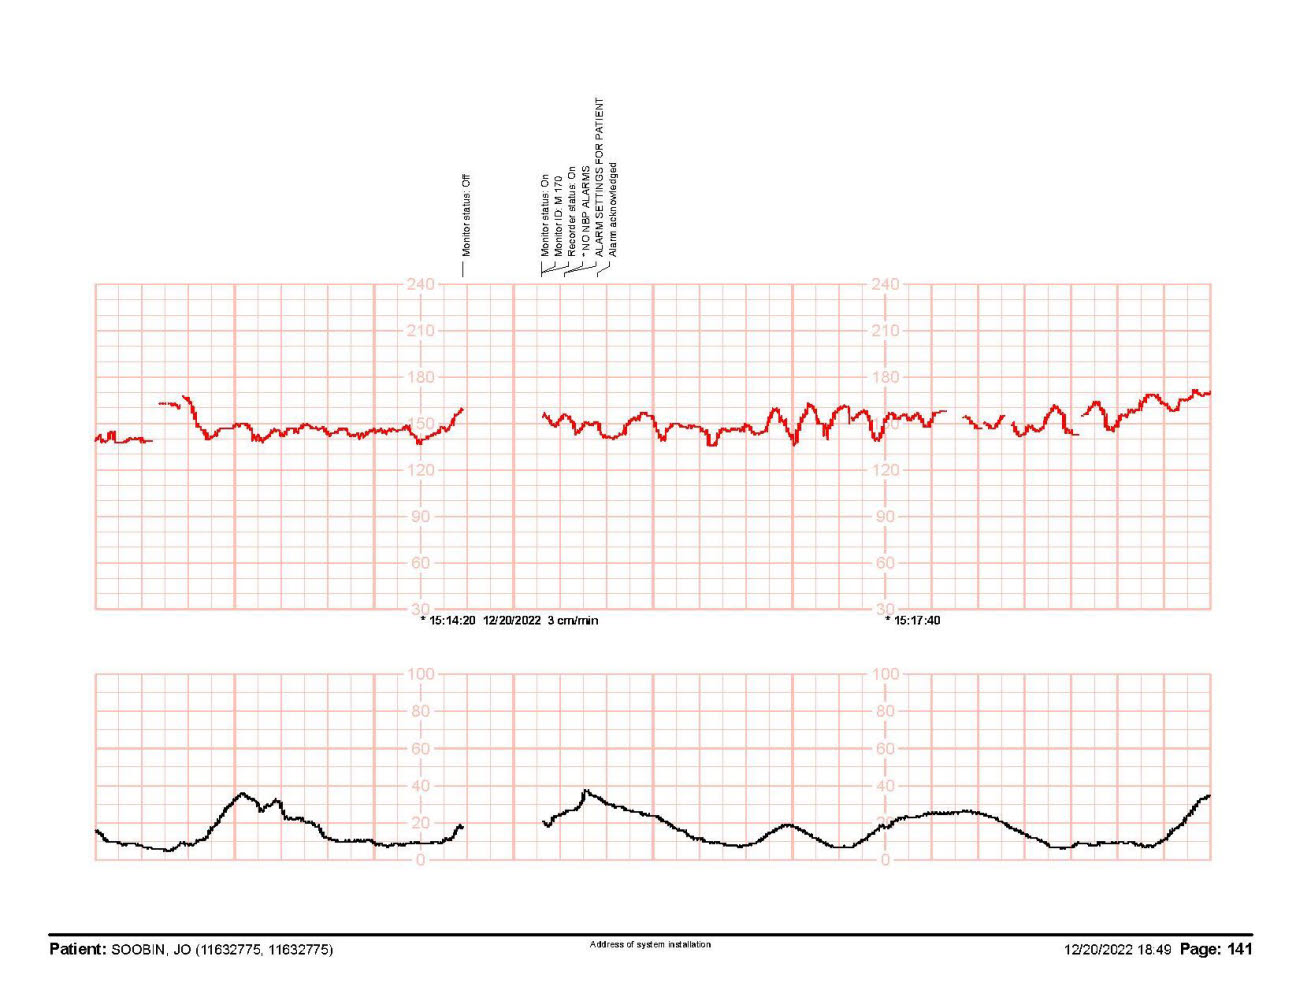 Monitor status: Off
Monitor status: On
Monitor ID: M 170
Recorder status: On
* NO NBP ALARMS
ALARM SETTINGS FOR PATIENT
Alarm acknowledged
240 240
210 210
180 180
150 150
120 120
90 90
60 60
30 30
* 15:14:20 12/20/2022 3 cm/min * 15:17:40
100 100
80 80
60 60
40 40
20 20
0 0
Patient: SOOBIN, JO (11632775, 11632775) Address of system installation 12/20/2022 18:49 Page: 141